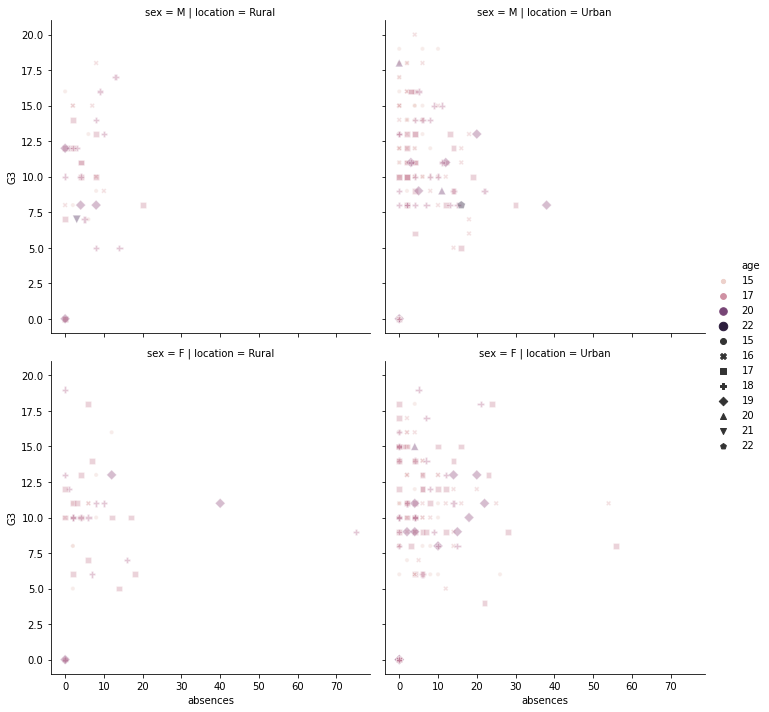 sex = M | location = Rural
sex = M | location = Urban
20.0
17.5
15.0
12.5
10.0
7.5
5.0
2.5
0.0
G3
age
15
17
20
22
15
16
17
18
19
20
21
22
sex = F | location = Rural
sex = F | location = Urban
20.0
17.5
15.0
12.5
10.0
7.5
5.0
2.5
0.0
G3
0 10 20 30 40 50 60 70
0 10 20 30 40 50 60 70
absences
absences